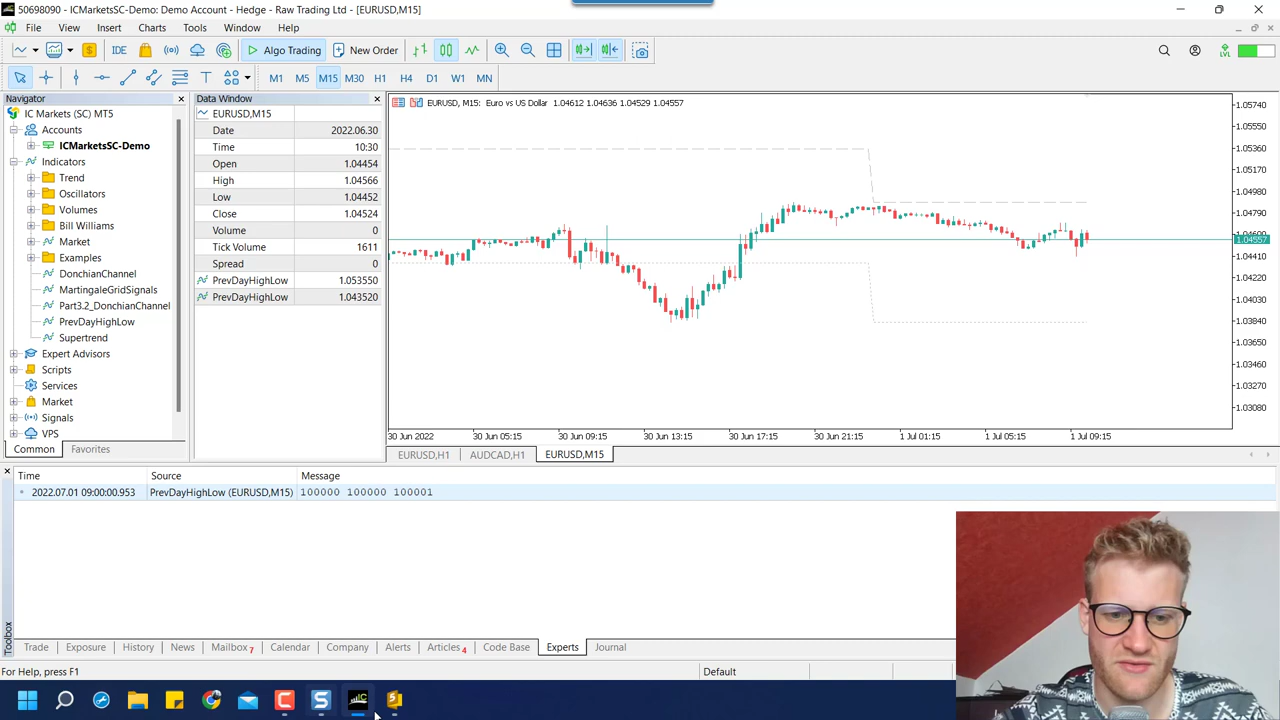 50698090 - ICMarketsSC-Demo: Demo Account - Hedge - Raw Trading Ltd - [EURUSD,M15]
File View Insert Charts Tools Window Help
IDE Algo Trading New Order LVL
M1 M5 M15 M30 H1 H4 D1 W1 MN
Navigator
IC Markets (SC) MT5
Accounts
ICMarketsSC-Demo
Indicators
Trend
Oscillators
Volumes
Bill Williams
Market
Examples
DonchianChannel
MartingaleGridSignals
Part3.2_DonchianChannel
PrevDayHighLow
Supertrend
Expert Advisors
Scripts
Services
Market
Signals
VPS
Common Favorites
Data Window
EURUSD,M15
Date 2022.06.30
Time 10:30
Open 1.04454
High 1.04566
Low 1.04452
Close 1.04524
Volume 0
Tick Volume 1611
Spread 0
PrevDayHighLow 1.053550
PrevDayHighLow 1.043520
EURUSD, M15: Euro vs US Dollar 1.04612 1.04636 1.04529 1.04557
1.05740
1.05550
1.05360
1.05170
1.04980
1.04790
1.04600
1.04557
1.04410
1.04220
1.04030
1.03840
1.03650
1.03460
1.03270
1.03080
30 Jun 2022 30 Jun 05:15 30 Jun 09:15 30 Jun 13:15 30 Jun 17:15 30 Jun 21:15 1 Jul 01:15 1 Jul 05:15 1 Jul 09:15
EURUSD,H1 AUDCAD,H1 EURUSD,M15
Time Source Message
2022.07.01 09:00:00.953 PrevDayHighLow (EURUSD,M15) 100000 100000 100001
Toolbox
Trade Exposure History News Mailbox 7 Calendar Company Alerts Articles 4 Code Base Experts Journal
For Help, press F1 Default